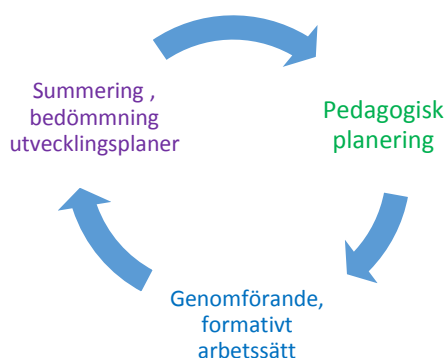 Summering ,
bedömmning
utvecklingsplaner
Pedagogisk
planering
Genomförande,
formativt
arbetssätt